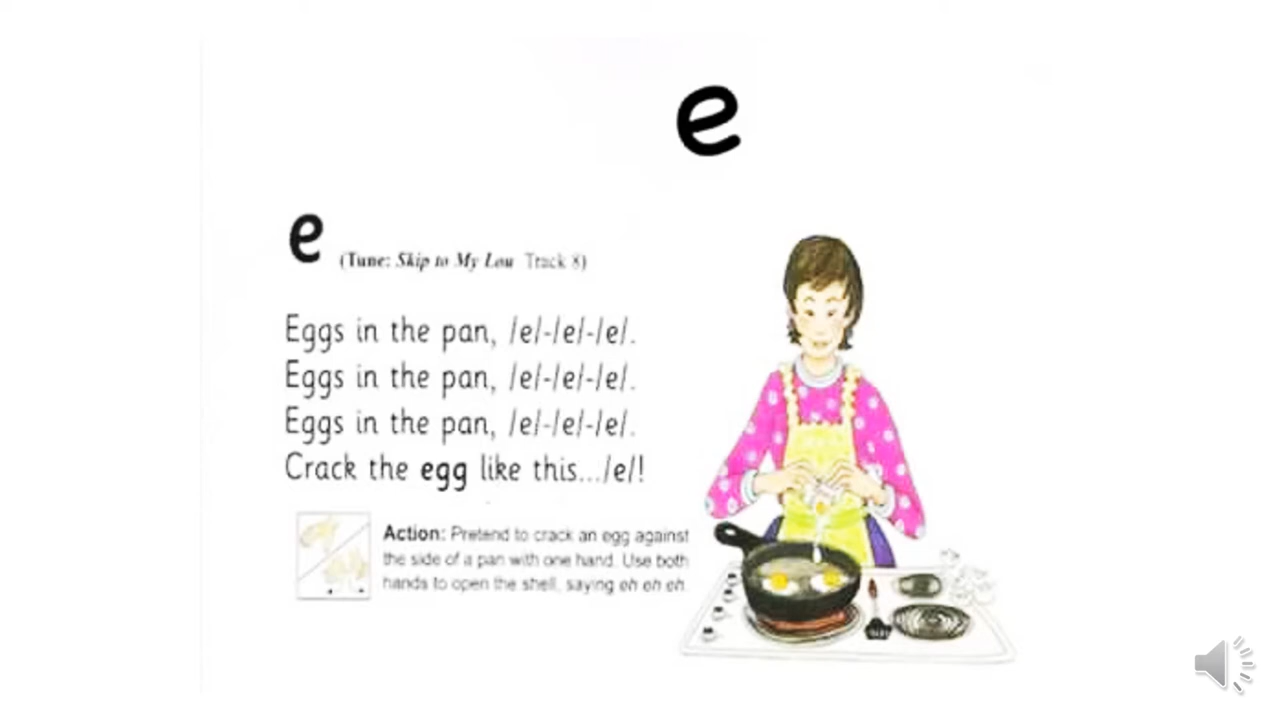 e
e
(Tune: Skip to My Lou Track 8)
Eggs in the pan, /e/-/e/-/e/.
Eggs in the pan, /e/-/e/-/e/.
Eggs in the pan, /e/-/e/-/e/.
Crack the egg like this.../e/!
Action: Pretend to crack an egg against
the side of a pan with one hand. Use both
hands to open the shell, saying eh eh eh.